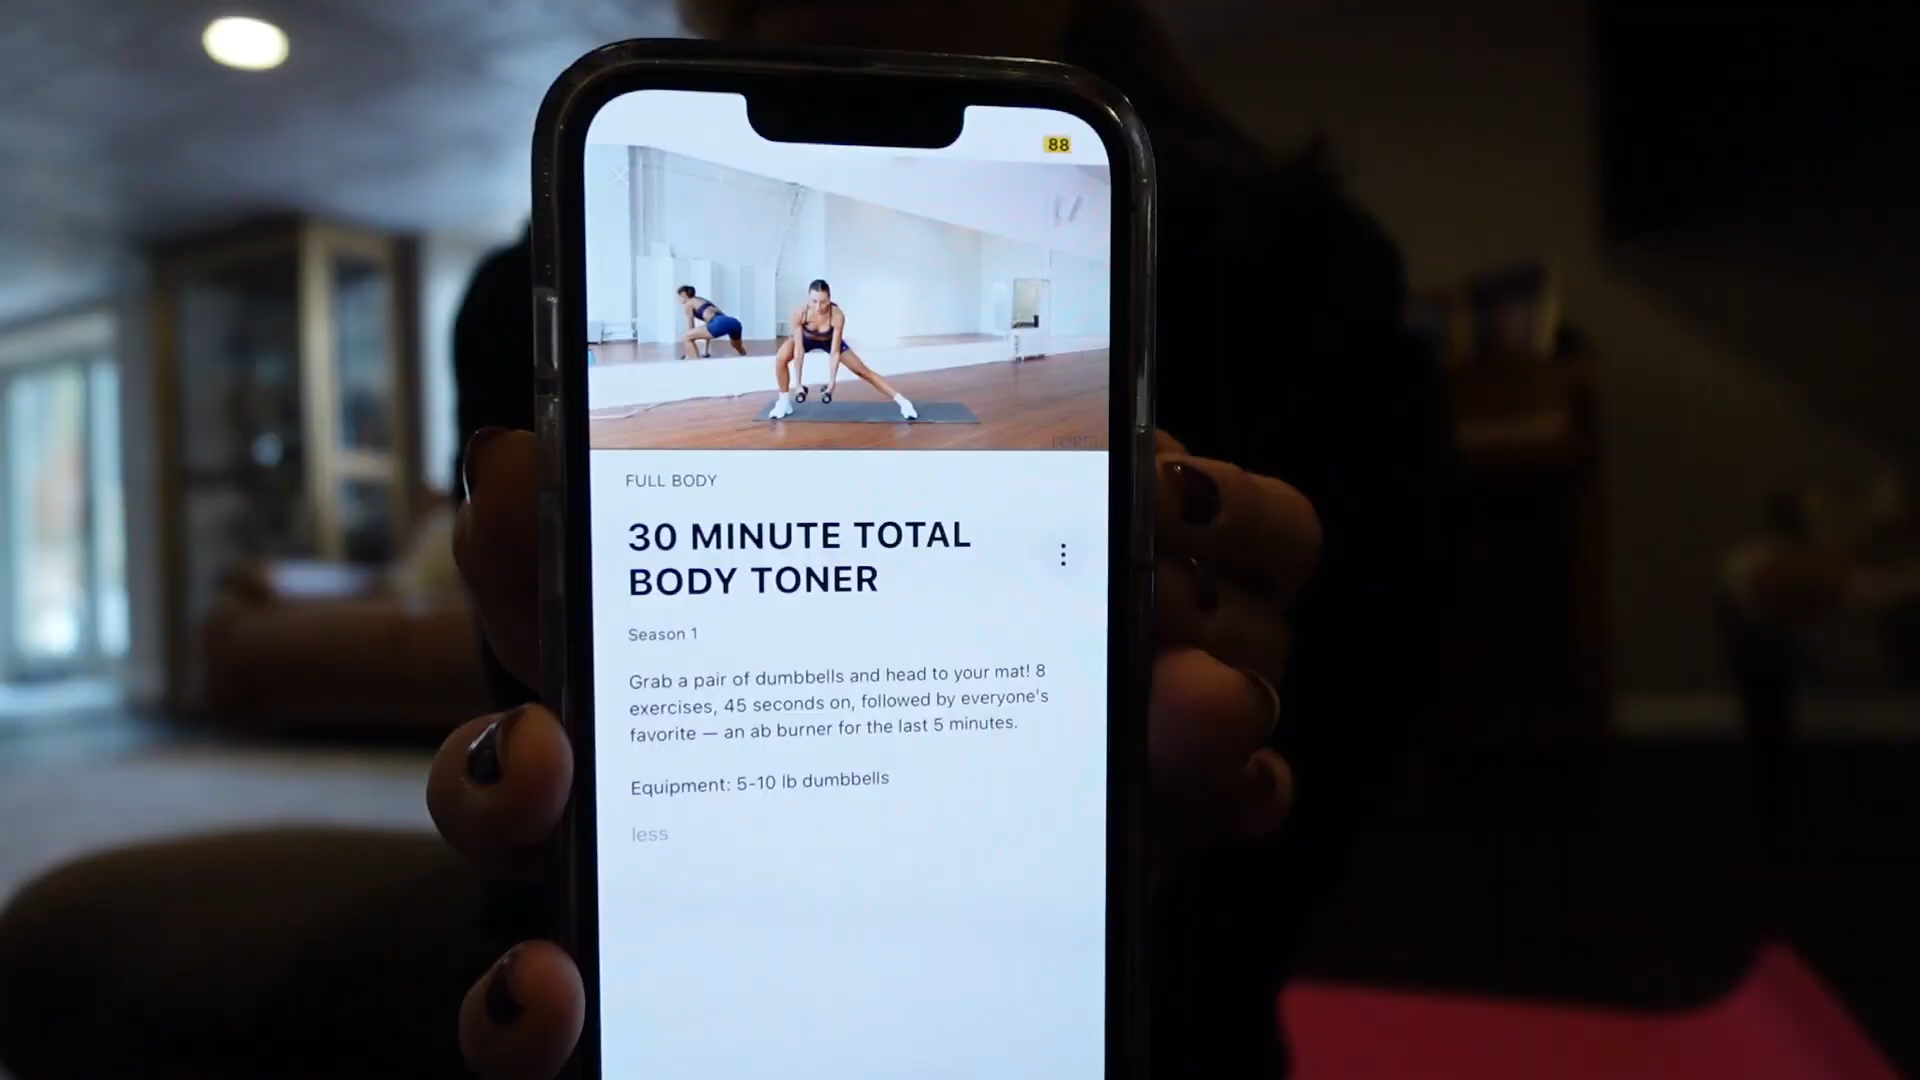 88
FULL BODY
30 MINUTE TOTAL
BODY TONER
Season 1
Grab a pair of dumbbells and head to your mat! 8
exercises, 45 seconds on, followed by everyone's
favorite — an ab burner for the last 5 minutes.
Equipment: 5-10 lb dumbbells
less